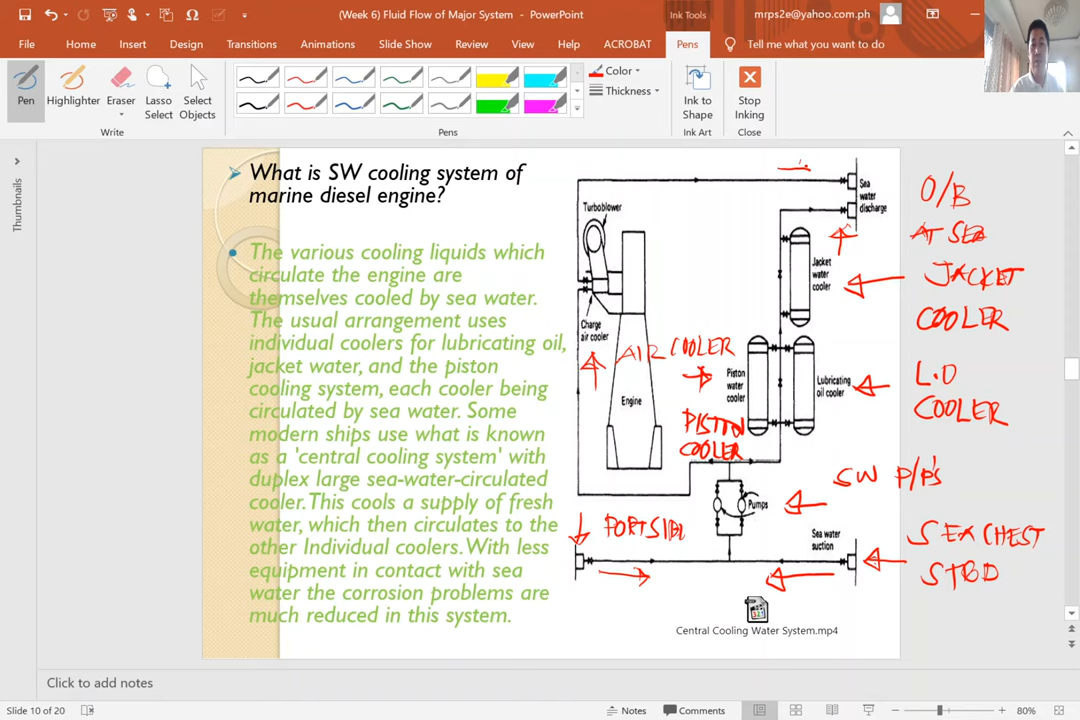 (Week 6) Fluid Flow of Major System - PowerPoint
Ink Tools
mrps2e@yahoo.com.ph
File
Home
Insert
Design
Transitions
Animations
Slide Show
Review
View
Help
ACROBAT
Pens
Tell me what you want to do
Pen
Highlighter
Eraser
Lasso
Select
Select
Objects
Color
Thickness
Ink to
Shape
Stop
Inking
Write
Pens
Ink Art
Close
Thumbnails
What is SW cooling system of
marine diesel engine?
The various cooling liquids which
circulate the engine are
themselves cooled by sea water.
The usual arrangement uses
individual coolers for lubricating oil,
jacket water, and the piston
cooling system, each cooler being
circulated by sea water. Some
modern ships use what is known
as a 'central cooling system' with
duplex large sea-water-circulated
cooler. This cools a supply of fresh
water, which then circulates to the
other Individual coolers. With less
equipment in contact with sea
water the corrosion problems are
much reduced in this system.
Turboblower
Charge
air cooler
Engine
Sea
water
discharge
Jacket
water
cooler
Piston
water
cooler
Lubricating
oil cooler
Pumps
Sea water
suction
O/B
AT SEA
JACKET
COOLER
AIR COOLER
L.O
COOLER
PISTON
COOLER
SW P/P's
PORT SIDE
SEA CHEST
STBD
Central Cooling Water System.mp4
Click to add notes
Slide 10 of 20
Notes
Comments
80%